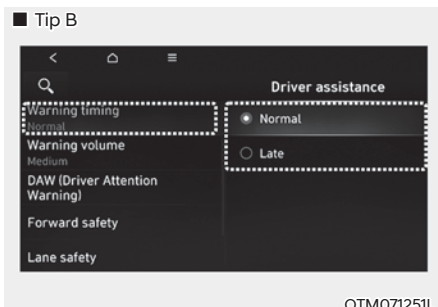 ■ Tip B
Driver assistance
Warning timing
Normal
Normal
Warning volume
Medium
Late
DAW (Driver Attention
Warning)
Forward safety
Lane safety
OTM071251L